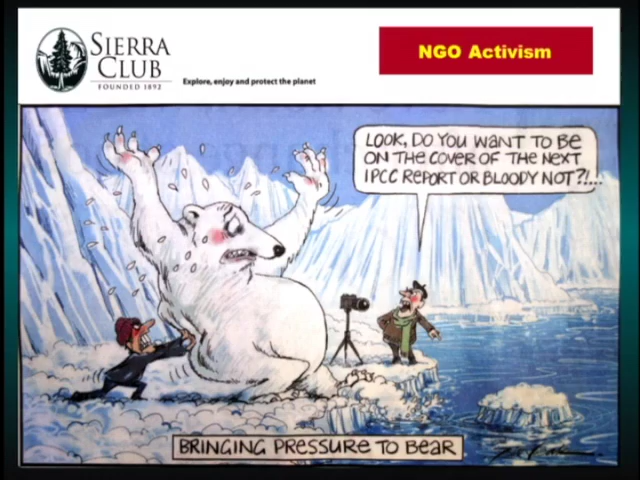 SIERRA
CLUB
FOUNDED 1892
Explore, enjoy and protect the planet
NGO Activism
LOOK, DO YOU WANT TO BE
ON THE COVER OF THE NEXT
IPCC REPORT OR BLOODY NOT?!....
BRINGING PRESSURE TO BEAR